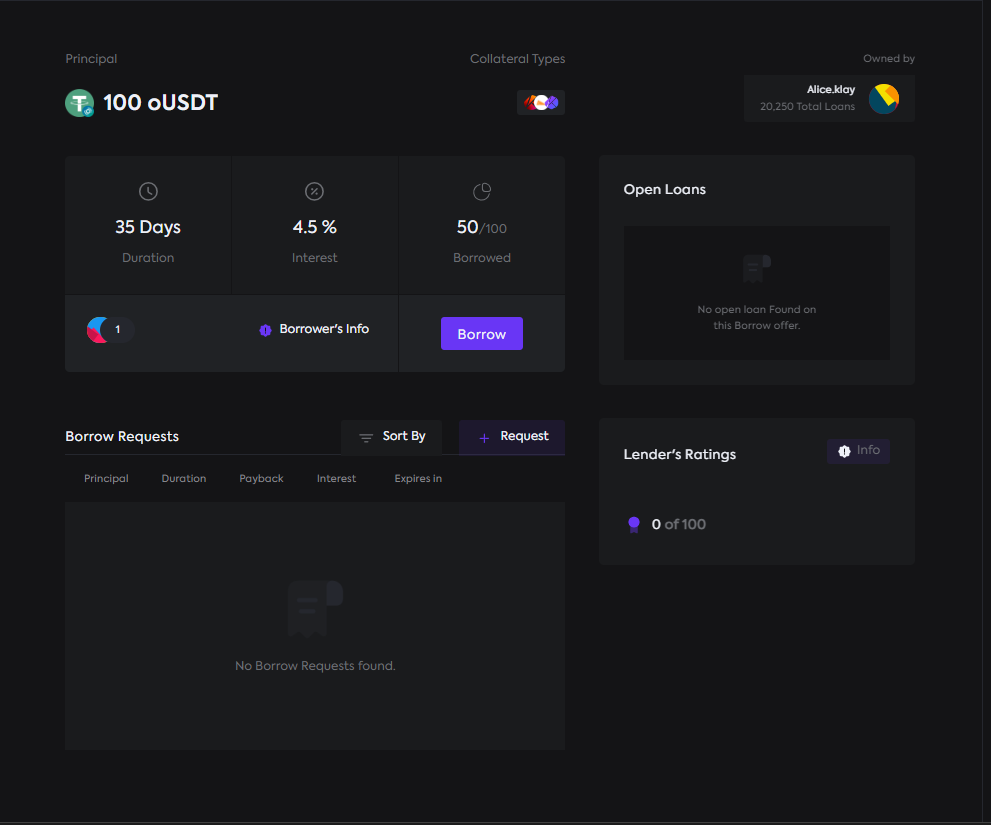 Principal
Collateral Types
Owned by
100 oUSDT
Alice.klay
20,250 Total Loans
35 Days
Duration
4.5 %
Interest
50/100
Borrowed
1
Borrower's Info
Borrow
Open Loans
No open loan Found on
this Borrow offer.
Borrow Requests
Sort By
+ Request
Principal
Duration
Payback
Interest
Expires in
No Borrow Requests found.
Lender's Ratings
Info
0 of 100